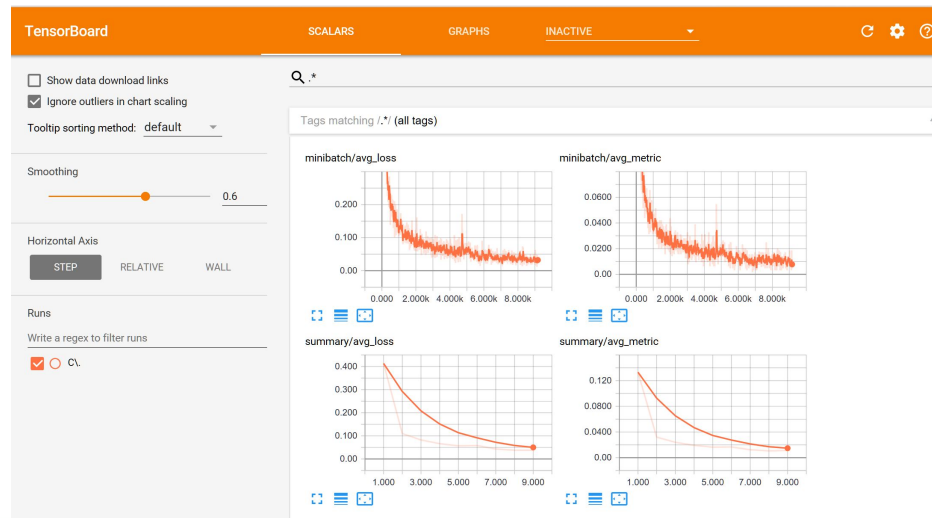 TensorBoard SCALARS GRAPHS INACTIVE
Show data download links
Ignore outliers in chart scaling
Tooltip sorting method: default
Smoothing
0.6
Horizontal Axis
STEP RELATIVE WALL
Runs
Write a regex to filter runs
C\.
.*
Tags matching /.*/ (all tags)
minibatch/avg_loss
0.200
0.100
0.00
0.000 2.000k 4.000k 6.000k 8.000k
minibatch/avg_metric
0.0600
0.0400
0.0200
0.00
0.000 2.000k 4.000k 6.000k 8.000k
summary/avg_loss
0.400
0.300
0.200
0.100
0.00
1.000 3.000 5.000 7.000 9.000
summary/avg_metric
0.120
0.0800
0.0400
0.00
1.000 3.000 5.000 7.000 9.000